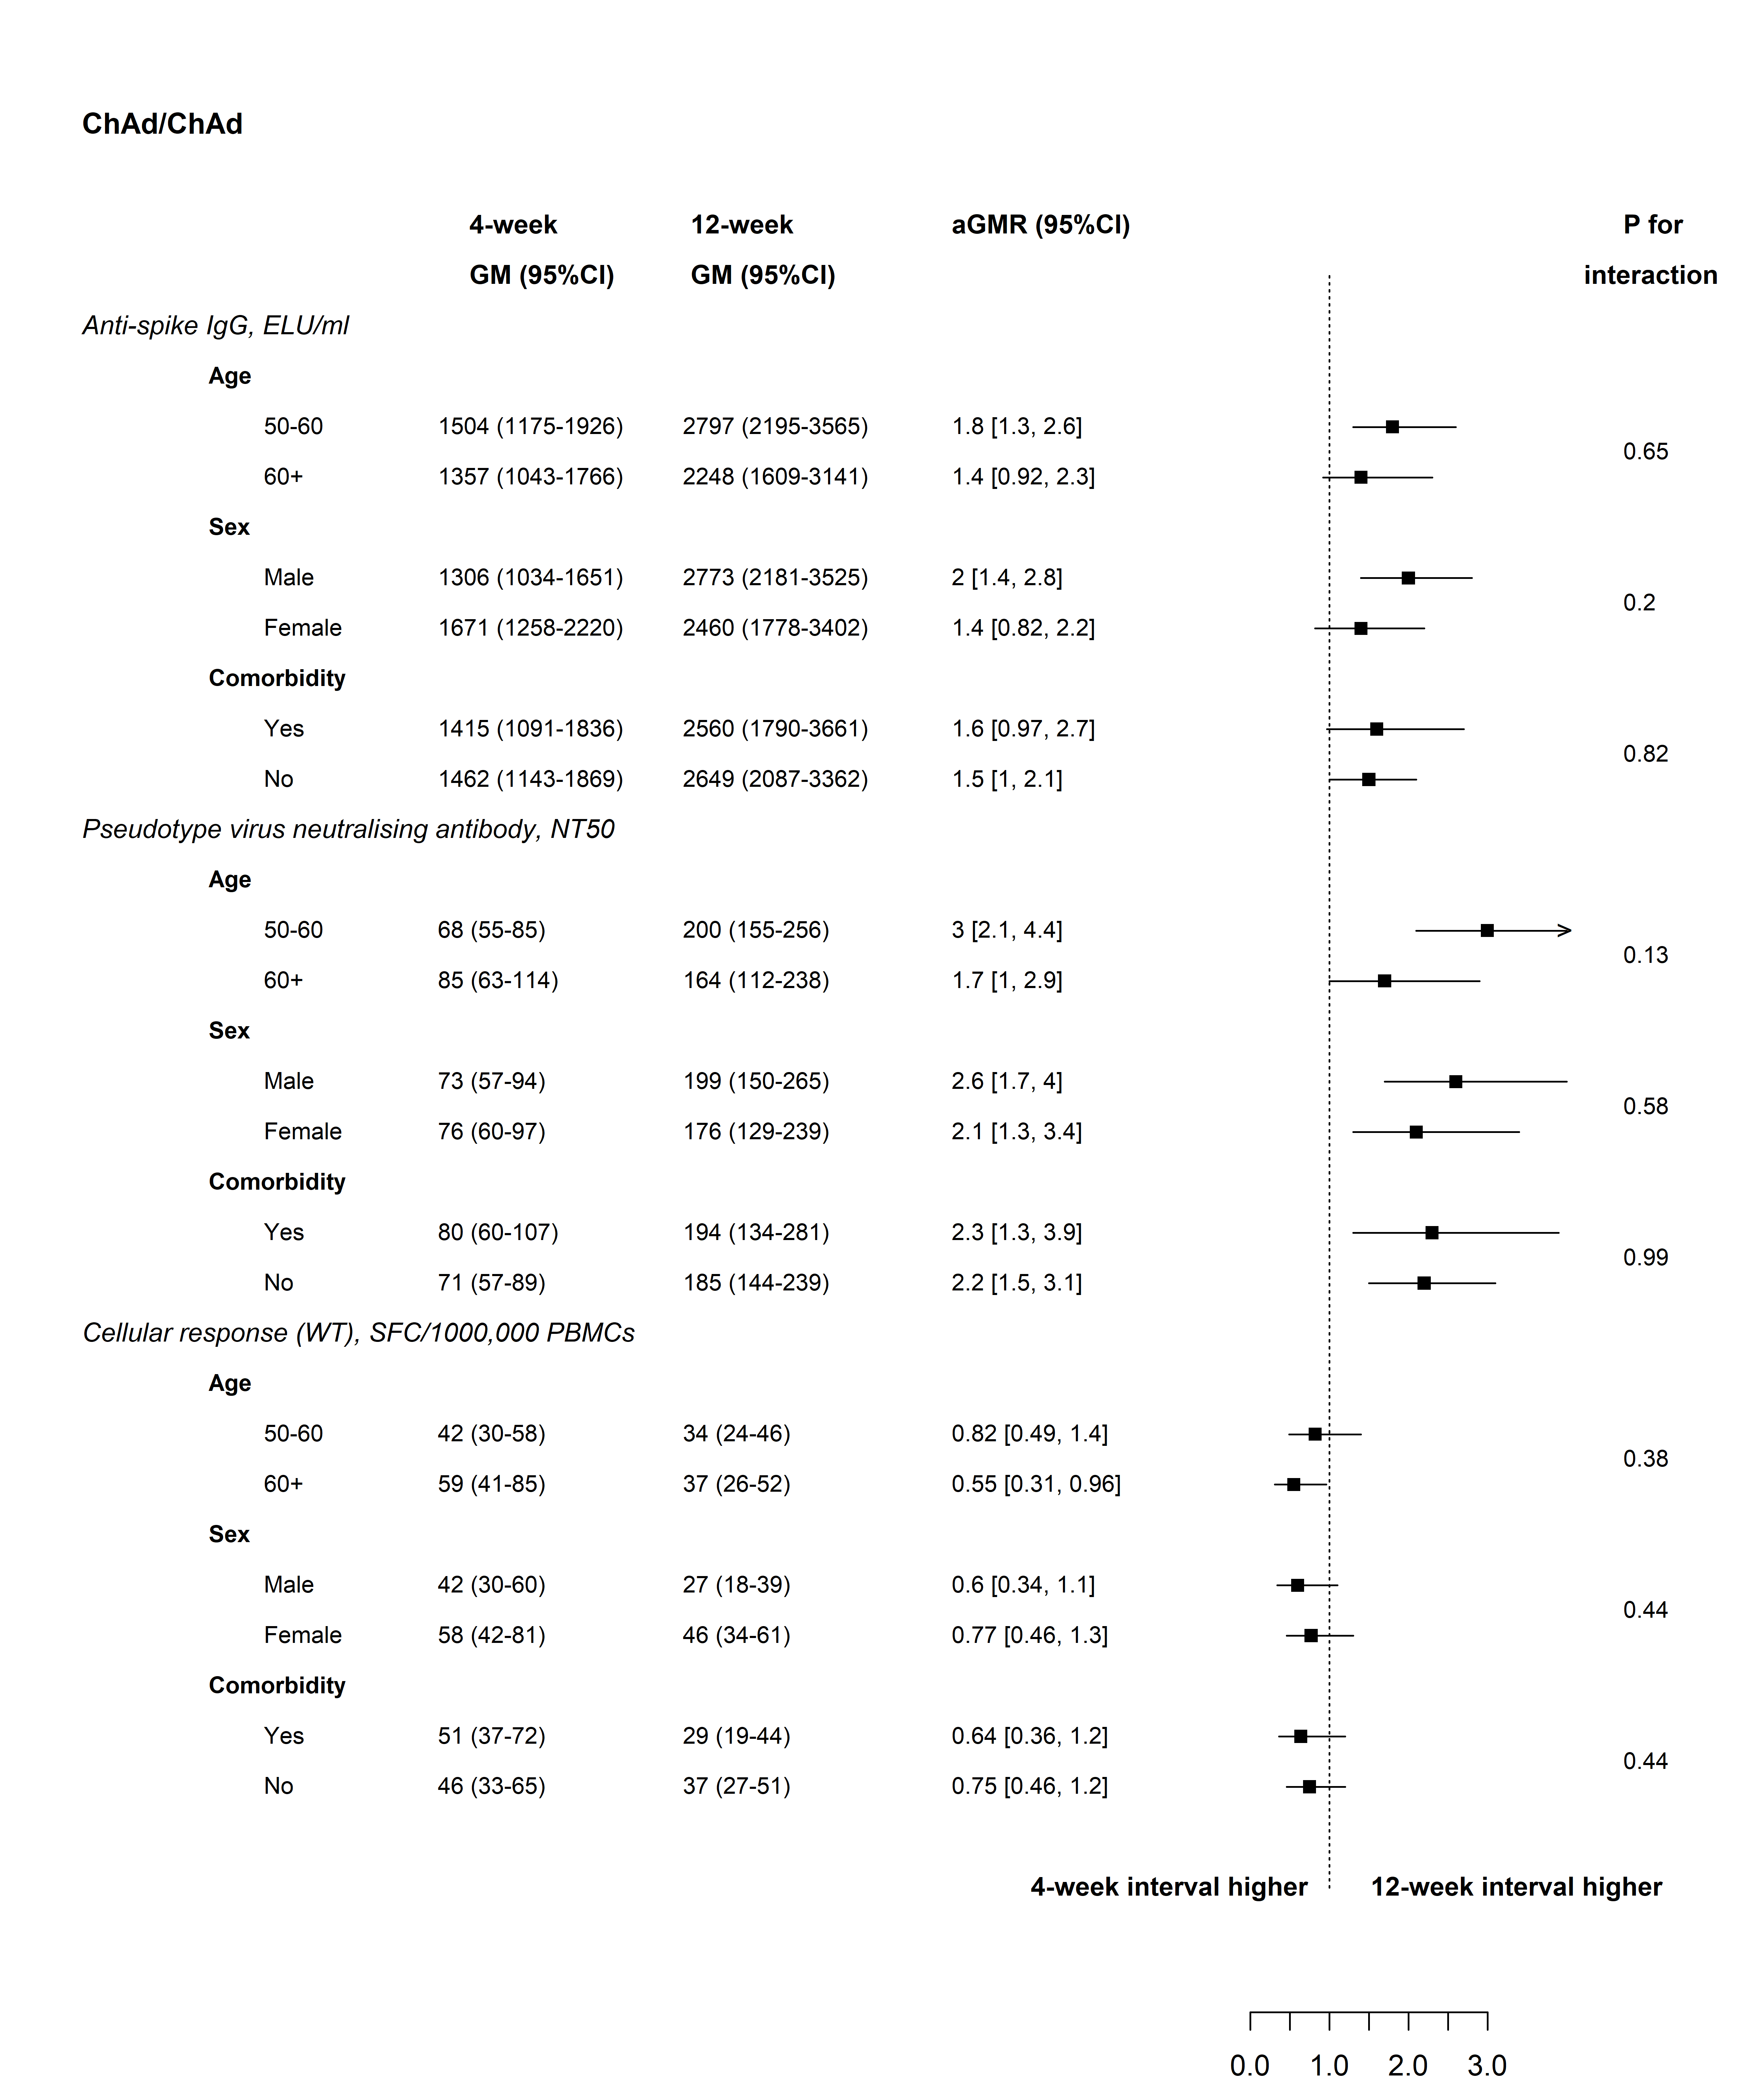 ChAd/ChAd
4-week 12-week aGMR (95%CI) P for
GM (95%CI) GM (95%CI) interaction
Anti-spike IgG, ELU/ml
Age
50-60 1504 (1175-1926) 2797 (2195-3565) 1.8 [1.3, 2.6]
0.65
60+ 1357 (1043-1766) 2248 (1609-3141) 1.4 [0.92, 2.3]
Sex
Male 1306 (1034-1651) 2773 (2181-3525) 2 [1.4, 2.8]
0.2
Female 1671 (1258-2220) 2460 (1778-3402) 1.4 [0.82, 2.2]
Comorbidity
Yes 1415 (1091-1836) 2560 (1790-3661) 1.6 [0.97, 2.7]
0.82
No 1462 (1143-1869) 2649 (2087-3362) 1.5 [1, 2.1]
Pseudotype virus neutralising antibody, NT50
Age
50-60 68 (55-85) 200 (155-256) 3 [2.1, 4.4]
0.13
60+ 85 (63-114) 164 (112-238) 1.7 [1, 2.9]
Sex
Male 73 (57-94) 199 (150-265) 2.6 [1.7, 4]
0.58
Female 76 (60-97) 176 (129-239) 2.1 [1.3, 3.4]
Comorbidity
Yes 80 (60-107) 194 (134-281) 2.3 [1.3, 3.9]
0.99
No 71 (57-89) 185 (144-239) 2.2 [1.5, 3.1]
Cellular response (WT), SFC/1000,000 PBMCs
Age
50-60 42 (30-58) 34 (24-46) 0.82 [0.49, 1.4]
0.38
60+ 59 (41-85) 37 (26-52) 0.55 [0.31, 0.96]
Sex
Male 42 (30-60) 27 (18-39) 0.6 [0.34, 1.1]
0.44
Female 58 (42-81) 46 (34-61) 0.77 [0.46, 1.3]
Comorbidity
Yes 51 (37-72) 29 (19-44) 0.64 [0.36, 1.2]
0.44
No 46 (33-65) 37 (27-51) 0.75 [0.46, 1.2]
4-week interval higher 12-week interval higher
0.0 1.0 2.0 3.0